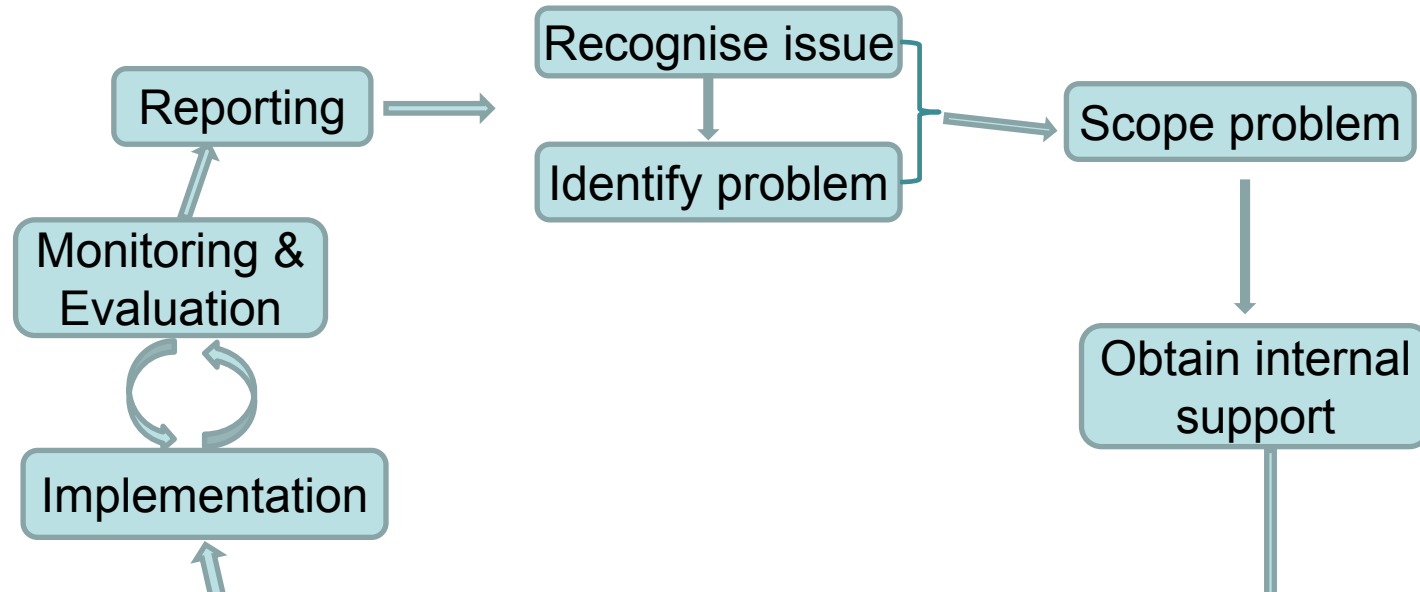 Recognise issue
Reporting
Scope problem
Identify problem
Monitoring &
Evaluation
Obtain internal
support
Implementation